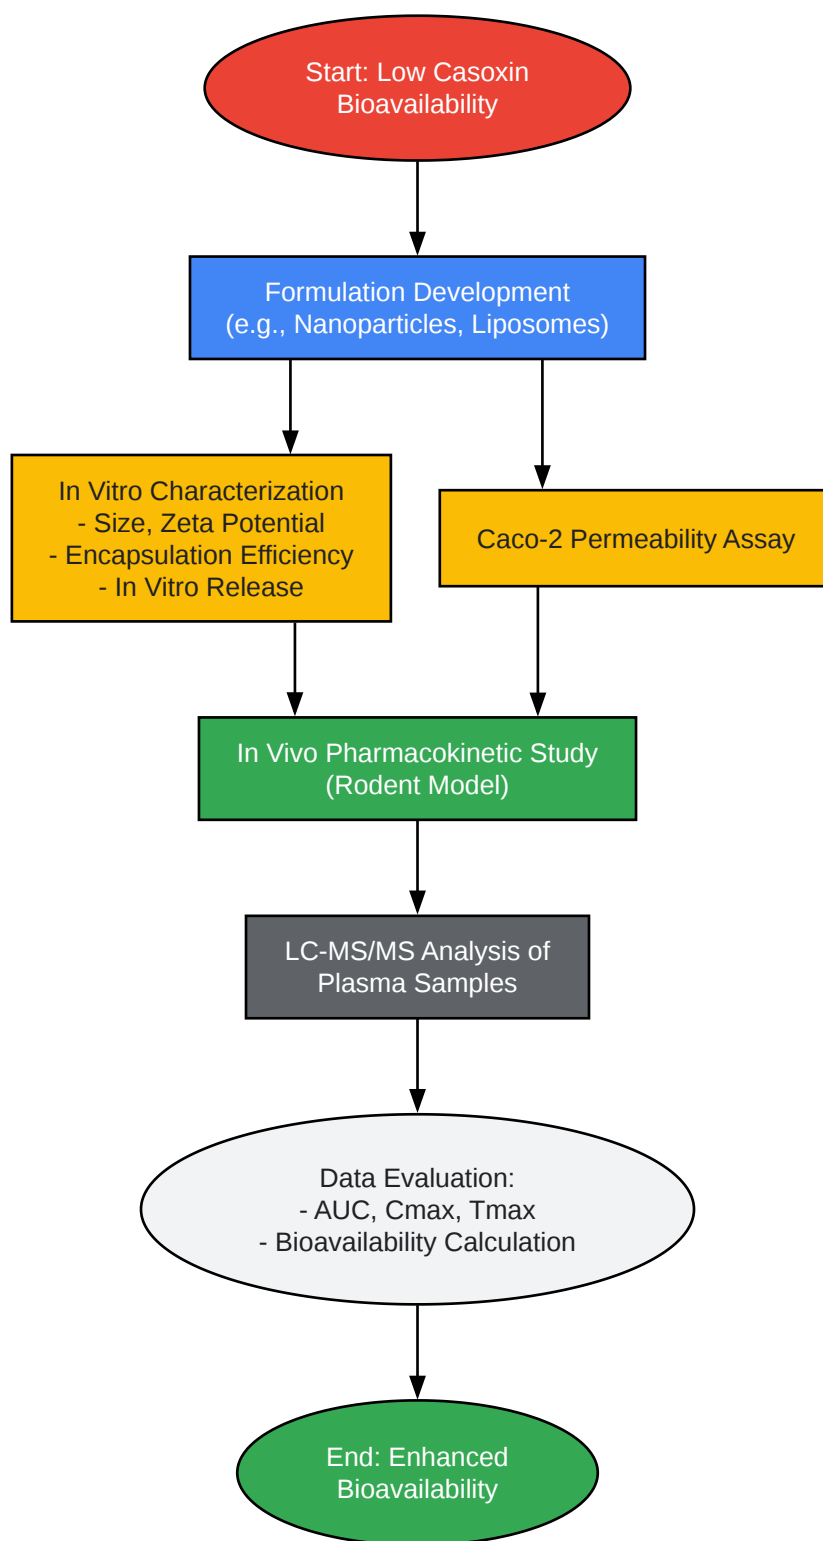 Start: Low Casoxin
Bioavailability
Formulation Development
(e.g., Nanoparticles, Liposomes)
In Vitro Characterization
- Size, Zeta Potential
- Encapsulation Efficiency
- In Vitro Release
Caco-2 Permeability Assay
In Vivo Pharmacokinetic Study
(Rodent Model)
LC-MS/MS Analysis of
Plasma Samples
Data Evaluation:
- AUC, Cmax, Tmax
- Bioavailability Calculation
End: Enhanced
Bioavailability